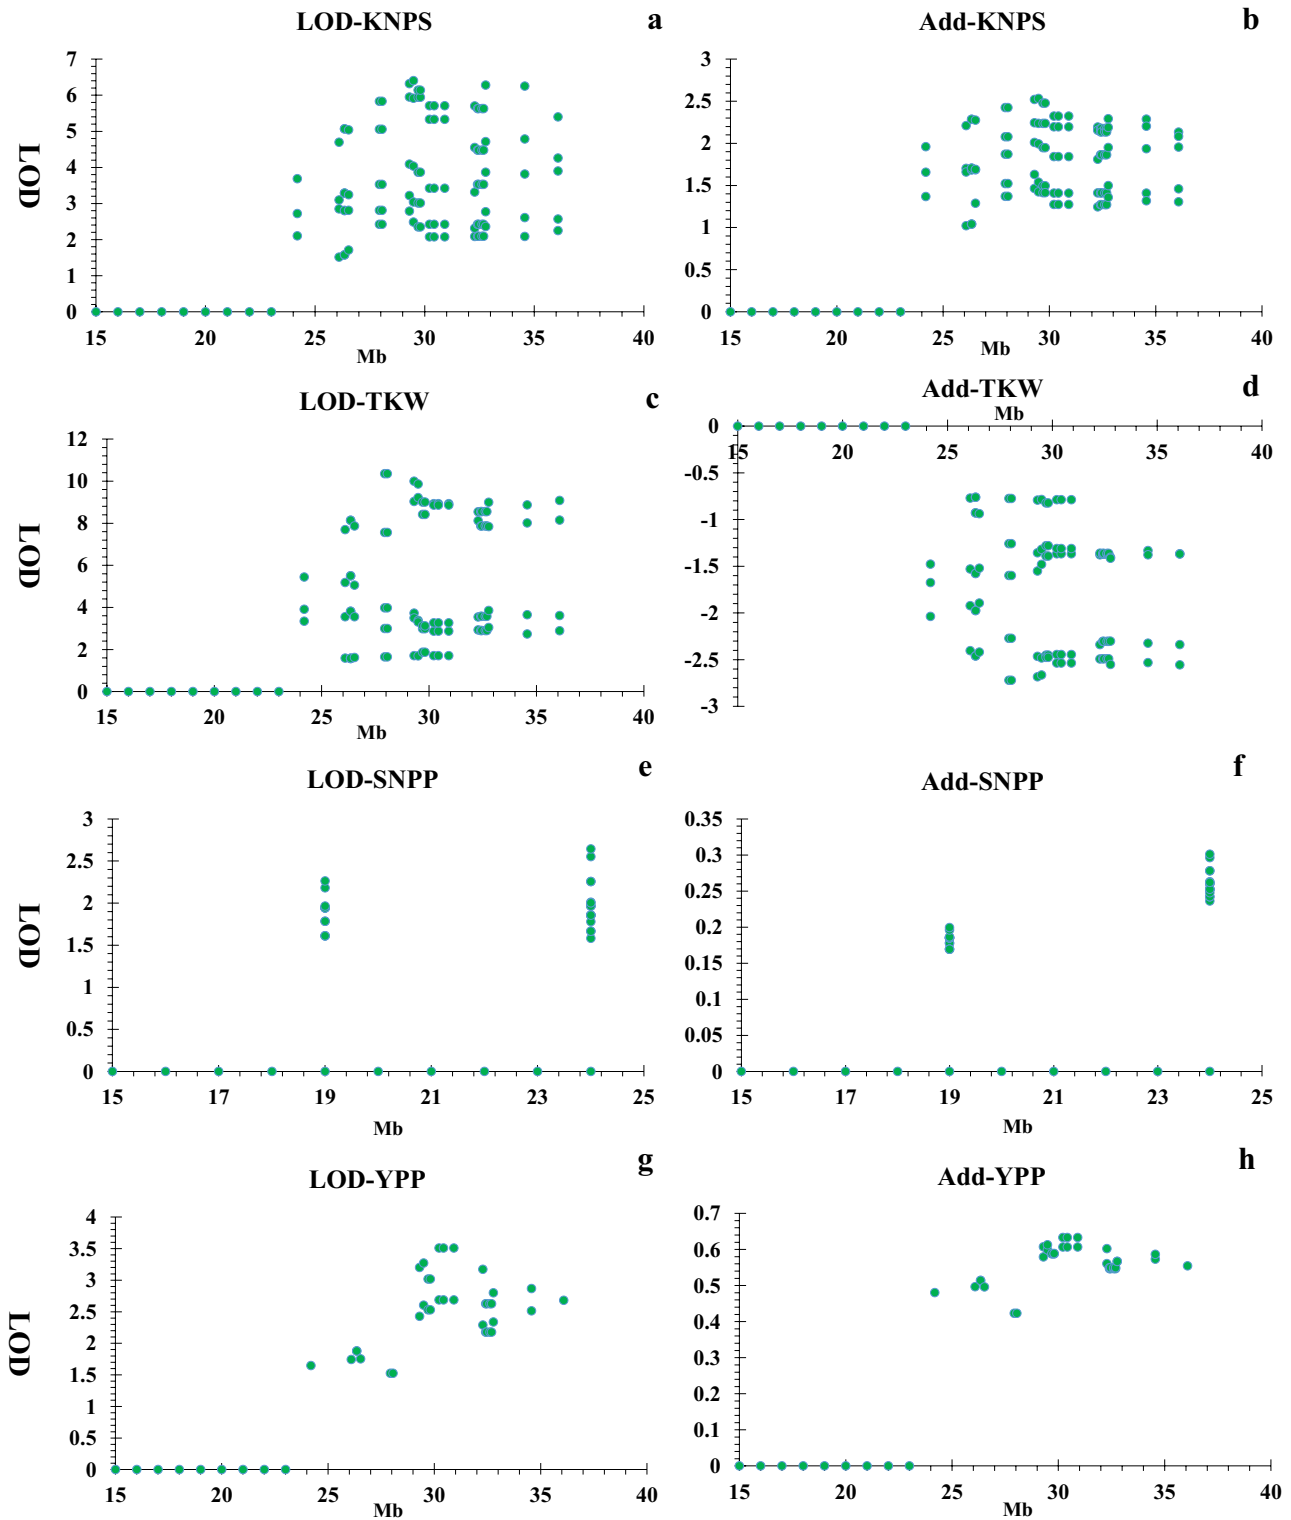 LOD-KNPS a
7
6
5
4
3
2
1
0
15 20 25 30 35 40
Mb
LOD
Add-KNPS b
3
2.5
2
1.5
1
0.5
0
15 20 25 30 35 40
Mb
LOD-TKW c
12
10
8
6
4
2
0
15 20 25 30 35 40
Mb
LOD
Add-TKW d
Mb
0
15 20 25 30 35 40
-0.5
-1
-1.5
-2
-2.5
-3
LOD-SNPP e
3
2.5
2
1.5
1
0.5
0
15 17 19 21 23 25
Mb
LOD
Add-SNPP f
0.35
0.3
0.25
0.2
0.15
0.1
0.05
0
15 17 19 21 23 25
Mb
LOD-YPP g
4
3.5
3
2.5
2
1.5
1
0.5
0
15 20 25 30 35 40
Mb
LOD
Add-YPP h
0.7
0.6
0.5
0.4
0.3
0.2
0.1
0
15 20 25 30 35 40
Mb